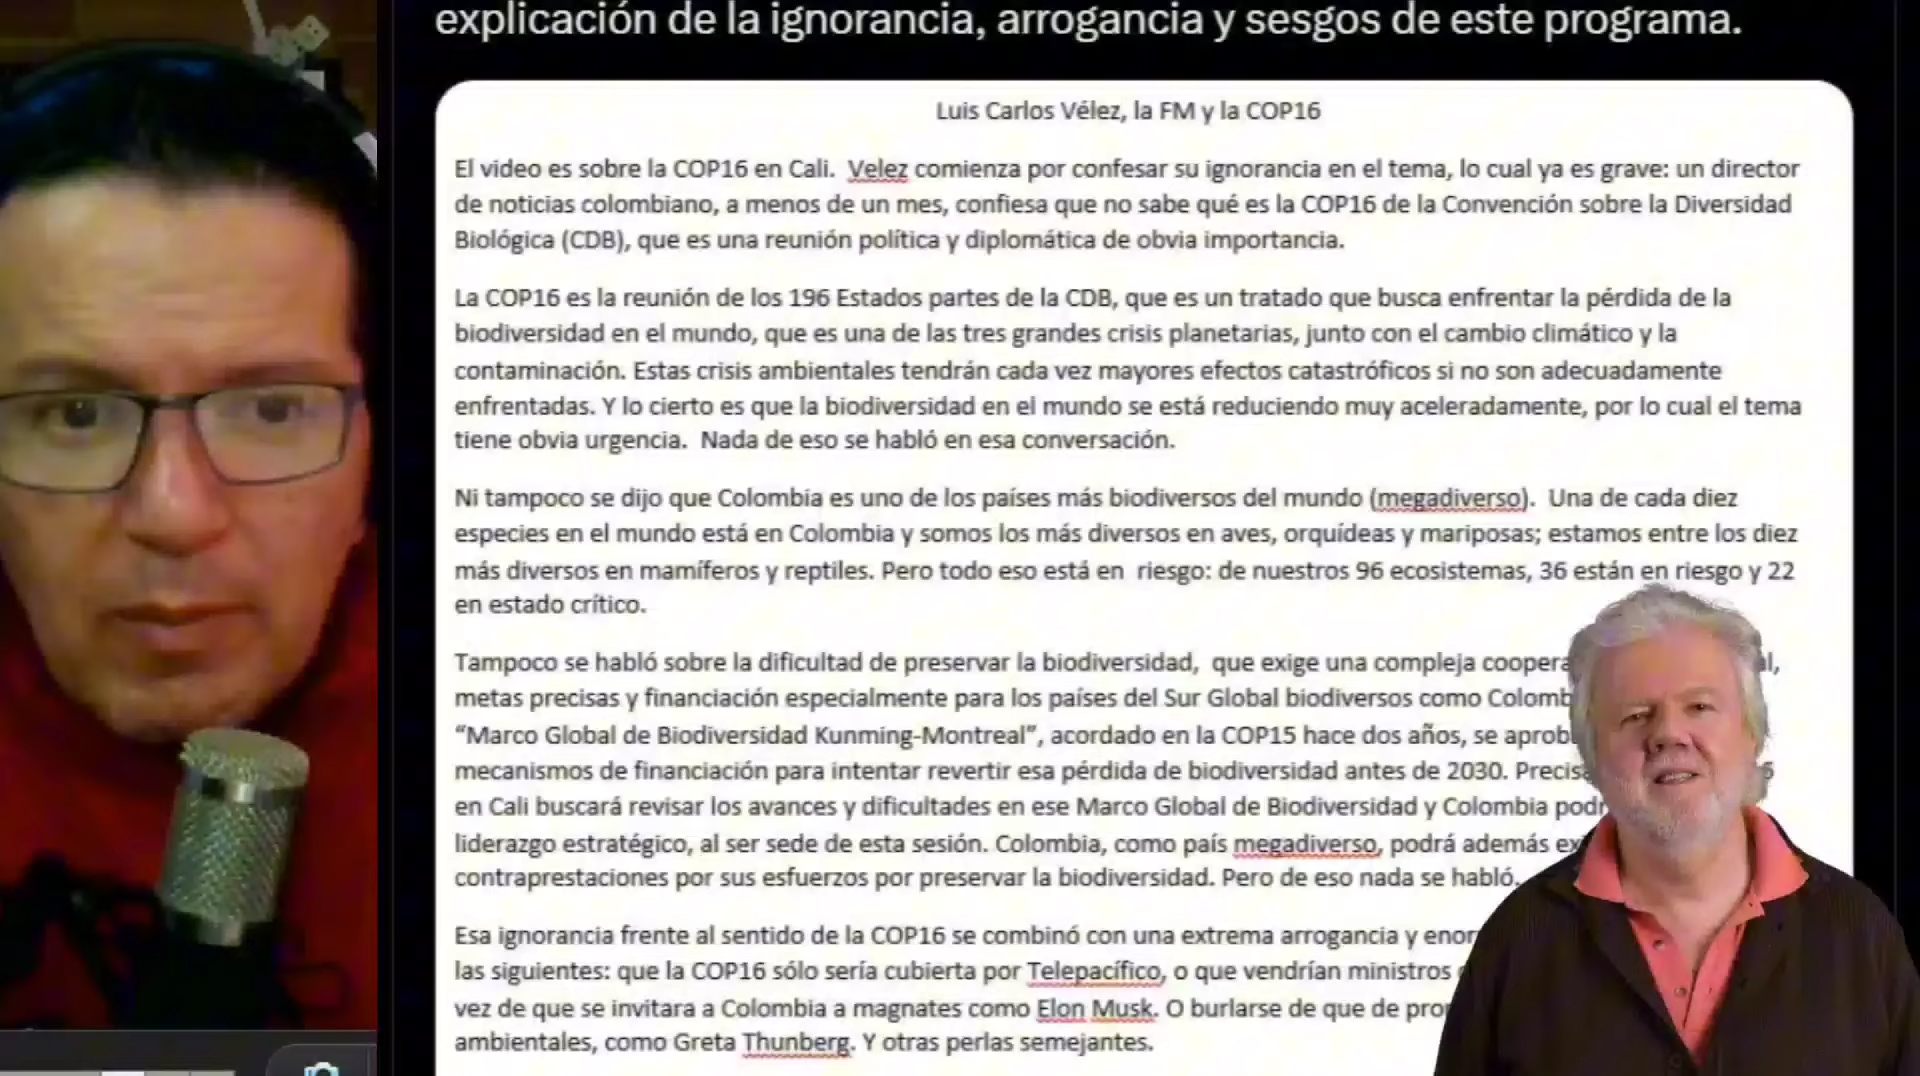 explicación de la ignorancia, arrogancia y sesgos de este programa.
Luis Carlos Vélez, la FM y la COP16
El video es sobre la COP16 en Cali. Velez comienza por confesar su ignorancia en el tema, lo cual ya es grave: un director
de noticias colombiano, a menos de un mes, confiesa que no sabe qué es la COP16 de la Convención sobre la Diversidad
Biológica (CDB), que es una reunión política y diplomática de obvia importancia.
La COP16 es la reunión de los 196 Estados partes de la CDB, que es un tratado que busca enfrentar la pérdida de la
biodiversidad en el mundo, que es una de las tres grandes crisis planetarias, junto con el cambio climático y la
contaminación. Estas crisis ambientales tendrán cada vez mayores efectos catastróficos si no son adecuadamente
enfrentadas. Y lo cierto es que la biodiversidad en el mundo se está reduciendo muy aceleradamente, por lo cual el tema
tiene obvia urgencia. Nada de eso se habló en esa conversación.
Ni tampoco se dijo que Colombia es uno de los países más biodiversos del mundo (megadiverso). Una de cada diez
especies en el mundo está en Colombia y somos los más diversos en aves, orquídeas y mariposas; estamos entre los diez
más diversos en mamíferos y reptiles. Pero todo eso está en riesgo: de nuestros 96 ecosistemas, 36 están en riesgo y 22
en estado crítico.
Tampoco se habló sobre la dificultad de preservar la biodiversidad, que exige una compleja coopera
metas precisas y financiación especialmente para los países del Sur Global biodiversos como Colomb
“Marco Global de Biodiversidad Kunming-Montreal”, acordado en la COP15 hace dos años, se aprob
mecanismos de financiación para intentar revertir esa pérdida de biodiversidad antes de 2030. Precisa
en Cali buscará revisar los avances y dificultades en ese Marco Global de Biodiversidad y Colombia podr
liderazgo estratégico, al ser sede de esta sesión. Colombia, como país megadiverso, podrá además ex
contraprestaciones por sus esfuerzos por preservar la biodiversidad. Pero de eso nada se habló.
Esa ignorancia frente al sentido de la COP16 se combinó con una extrema arrogancia y enor
las siguientes: que la COP16 sólo sería cubierta por Telepacífico, o que vendrían ministros
vez de que se invitara a Colombia a magnates como Elon Musk. O burlarse de que de pro
ambientales, como Greta Thunberg. Y otras perlas semejantes.